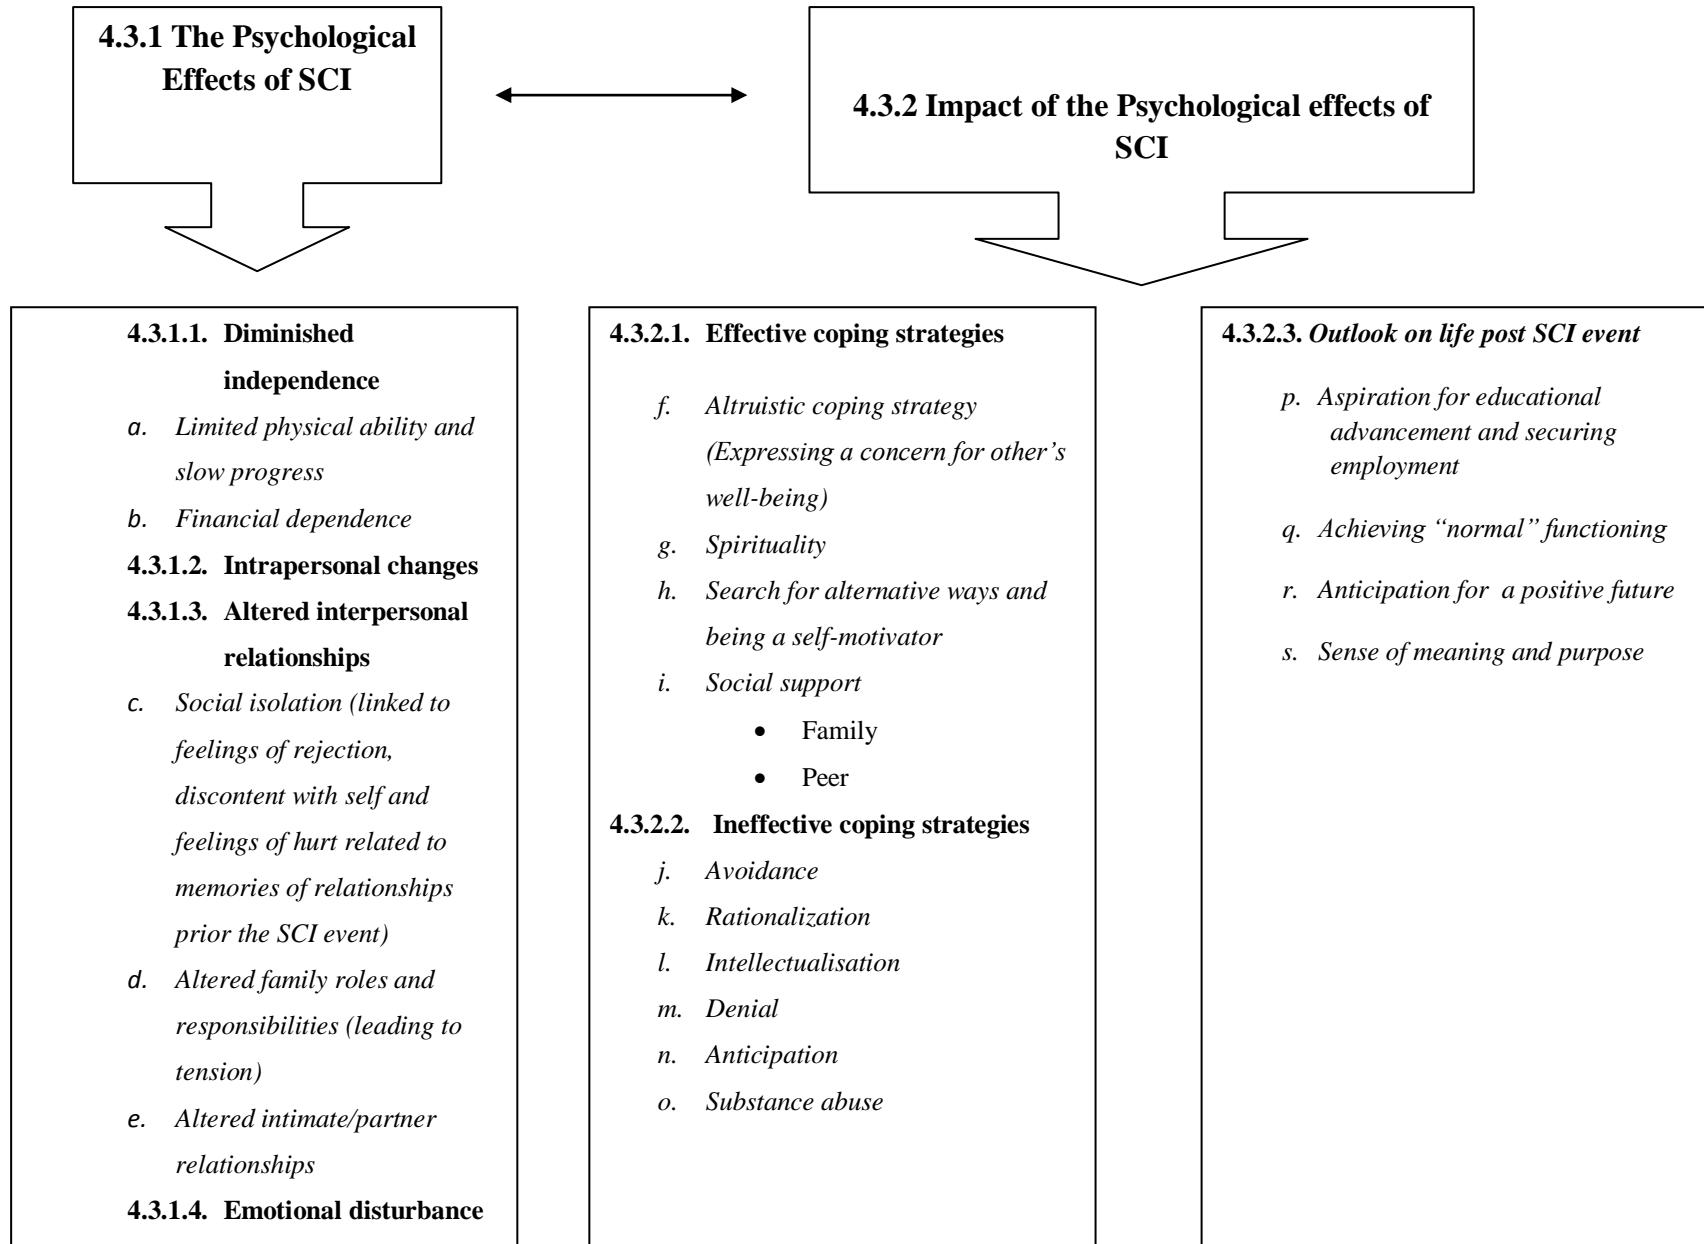 4.3.1 The Psychological
Effects of SCI
4.3.2 Impact of the Psychological effects of
SCI
4.3.1.1. Diminished
independence
a. Limited physical ability and
slow progress
b. Financial dependence
4.3.1.2. Intrapersonal changes
4.3.1.3. Altered interpersonal
relationships
c. Social isolation (linked to
feelings of rejection,
discontent with self and
feelings of hurt related to
memories of relationships
prior the SCI event)
d. Altered family roles and
responsibilities (leading to
tension)
e. Altered intimate/partner
relationships
4.3.1.4. Emotional disturbance
4.3.2.1. Effective coping strategies
f. Altruistic coping strategy
(Expressing a concern for other’s
well-being)
g. Spirituality
h. Search for alternative ways and
being a self-motivator
i. Social support
• Family
• Peer
4.3.2.2. Ineffective coping strategies
j. Avoidance
k. Rationalization
l. Intellectualisation
m. Denial
n. Anticipation
o. Substance abuse
4.3.2.3. Outlook on life post SCI event
p. Aspiration for educational
advancement and securing
employment
q. Achieving “normal” functioning
r. Anticipation for a positive future
s. Sense of meaning and purpose